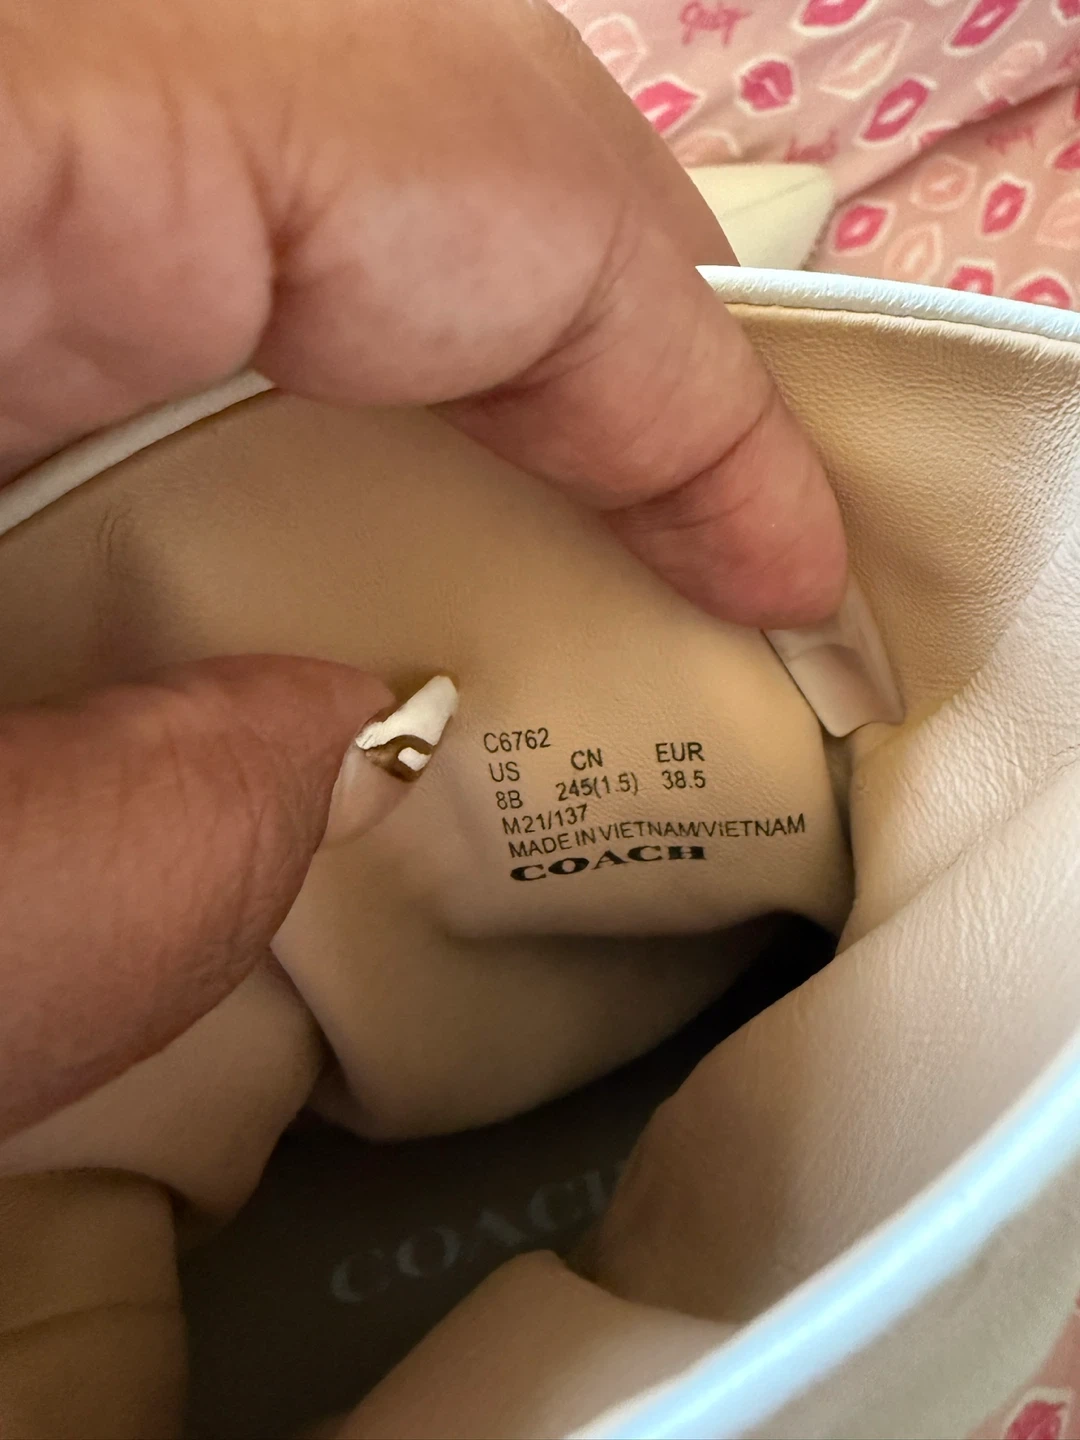 C6762
US CN EUR
8B 245(1.5) 38.5
M21/137
MADE IN VIETNAM/VIETNAM
COACH